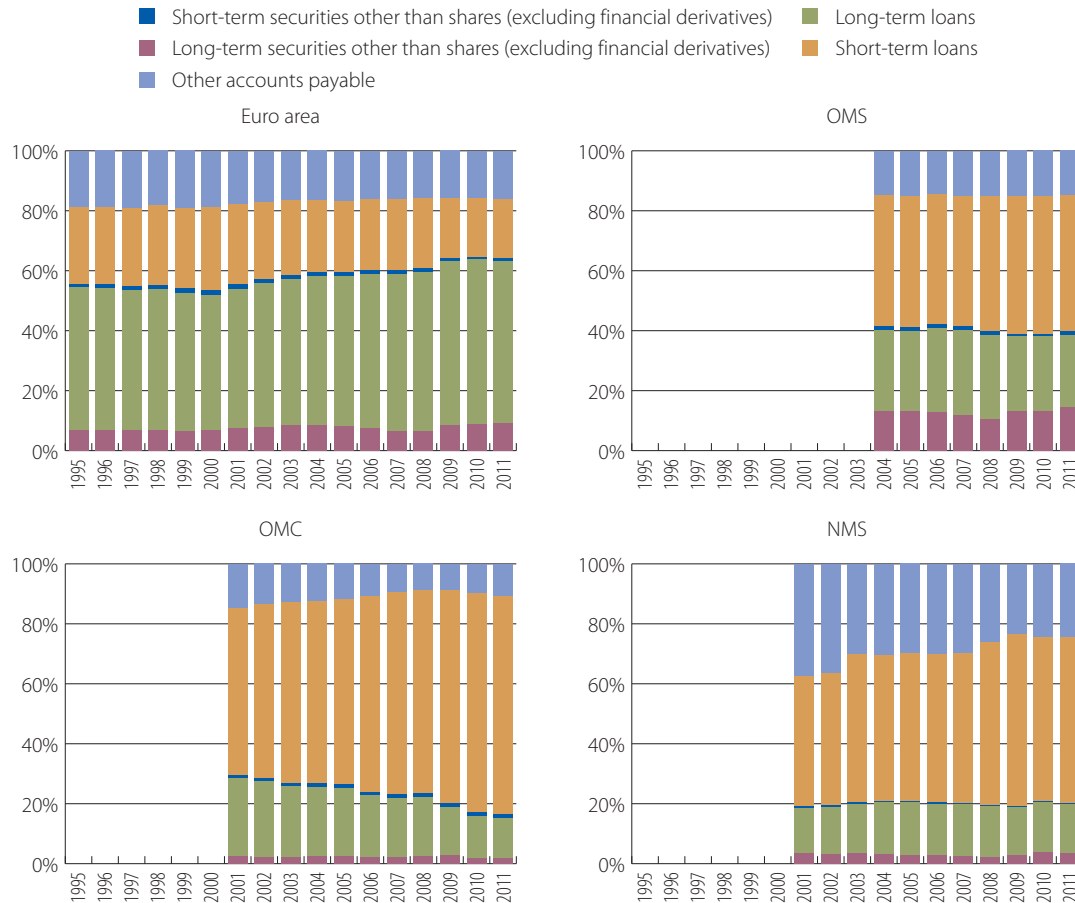 Short-term securities other than shares (excluding financial derivatives)
Long-term loans
Long-term securities other than shares (excluding financial derivatives)
Short-term loans
Other accounts payable
Euro area
100%
80%
60%
40%
20%
0%
1995 1996 1997 1998 1999 2000 2001 2002 2003 2004 2005 2006 2007 2008 2009 2010 2011
OMS
100%
80%
60%
40%
20%
0%
1995 1996 1997 1998 1999 2000 2001 2002 2003 2004 2005 2006 2007 2008 2009 2010 2011
OMC
100%
80%
60%
40%
20%
0%
1995 1996 1997 1998 1999 2000 2001 2002 2003 2004 2005 2006 2007 2008 2009 2010 2011
NMS
100%
80%
60%
40%
20%
0%
1995 1996 1997 1998 1999 2000 2001 2002 2003 2004 2005 2006 2007 2008 2009 2010 2011